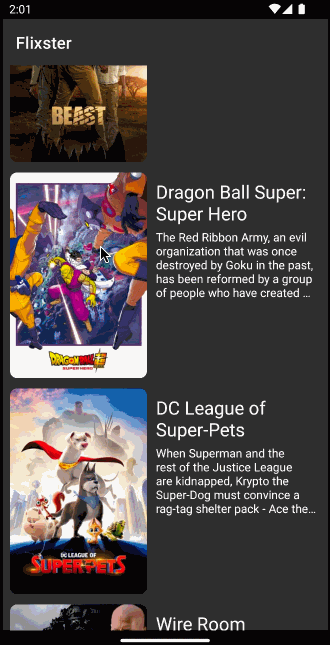 2:01
Flixster
BEAST
Dragon Ball Super:
Super Hero
The Red Ribbon Army, an evil
organization that was once
destroyed by Goku in the past,
has been reformed by a group
of people who have created ...
DRAGONBALL
SUPER
SUPER HERO
DC League of
Super-Pets
When Superman and the
rest of the Justice League
are kidnapped, Krypto the
Super-Dog must convince a
rag-tag shelter pack - Ace the...
DC LEAGUE OF
SUPER-PETS
Wire Room